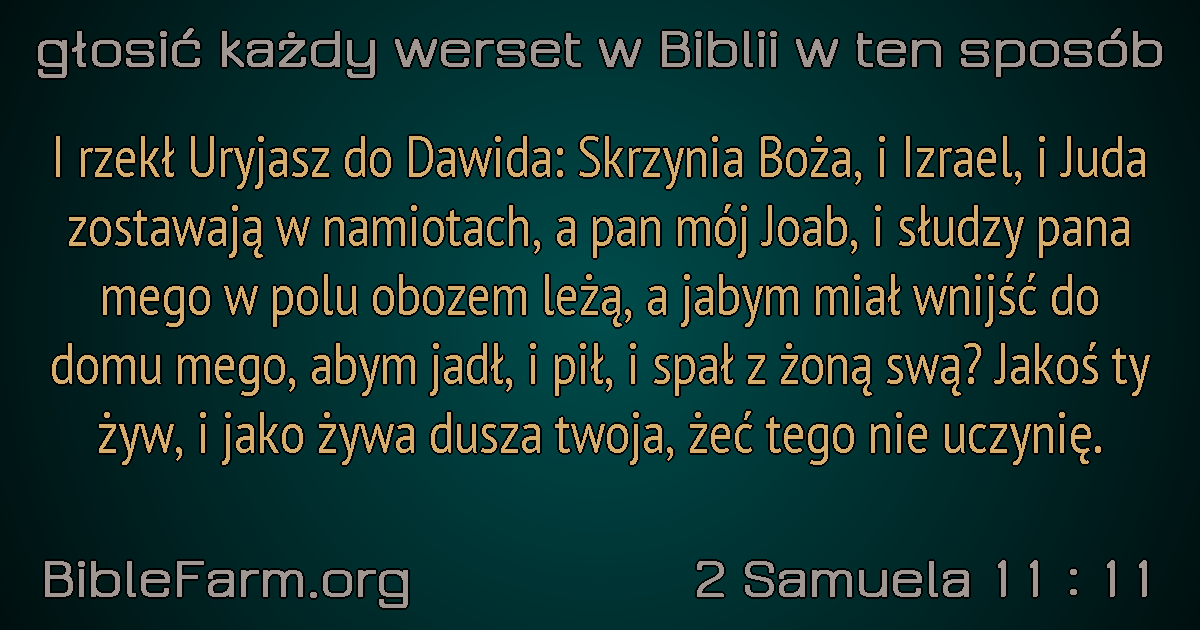 głosić każdy werset w Biblii w ten sposób
I rzekł Uryjasz do Dawida: Skrzynia Boża, i Izrael, i Juda
zostawają w namiotach, a pan mój Joab, i słudzy pana
mego w polu obozem leżą, a jabym miał wnijść do
domu mego, abym jadł, i pił, i spał z żoną swą? Jakoś ty
żyw, i jako żywa dusza twoja, żeć tego nie uczynię.
BibleFarm.org
2 Samuela 11 : 11